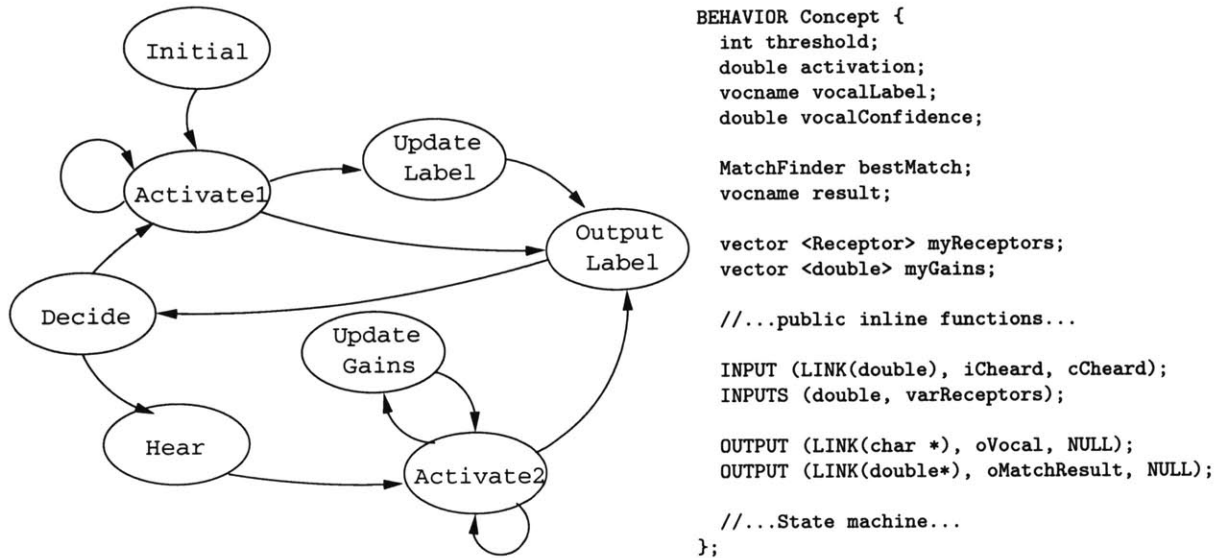 Initial
Activate1
Update
Label
Output
Label
Decide
Update
Gains
Hear
Activate2
BEHAVIOR Concept {
int threshold;
double activation;
vocname vocalLabel;
double vocalConfidence;
MatchFinder bestMatch;
vocname result;
vector <Receptor> myReceptors;
vector <double> myGains;
//...public inline functions...
INPUT (LINK(double), iCheard, cCheard);
INPUTS (double, varReceptors);
OUTPUT (LINK(char *), oVocal, NULL);
OUTPUT (LINK(double*), oMatchResult, NULL);
//...State machine...
};